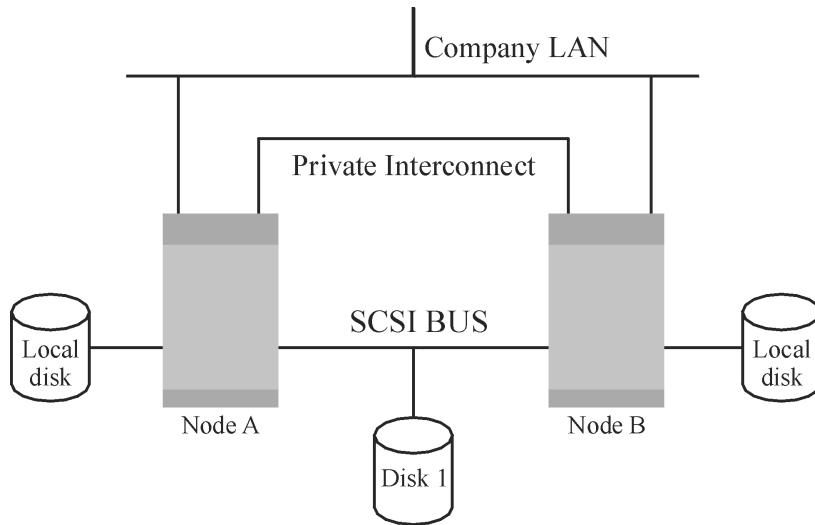 Company LAN
Private Interconnect
SCSI BUS
Local
disk
Local
disk
Node A
Node B
Disk 1